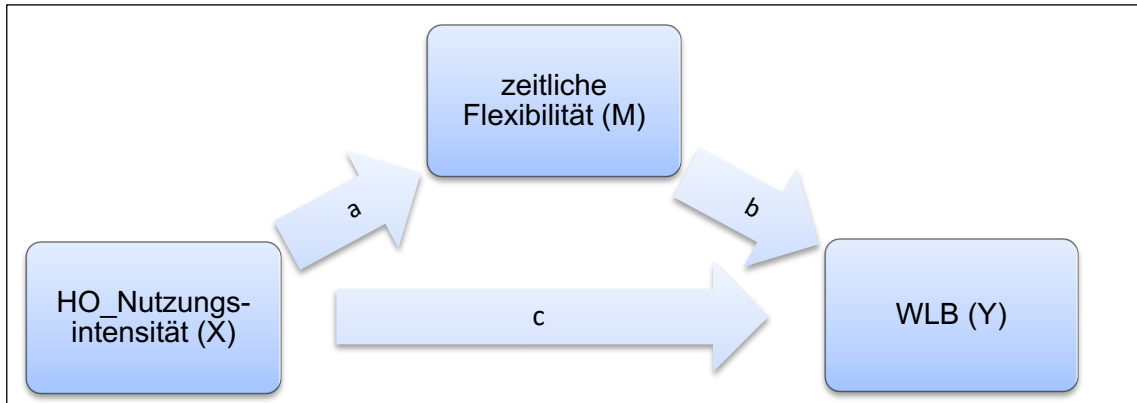 zeitliche
Flexibilität (M)
a
b
HO_Nutzungs-
intensität (X)
c
WLB (Y)